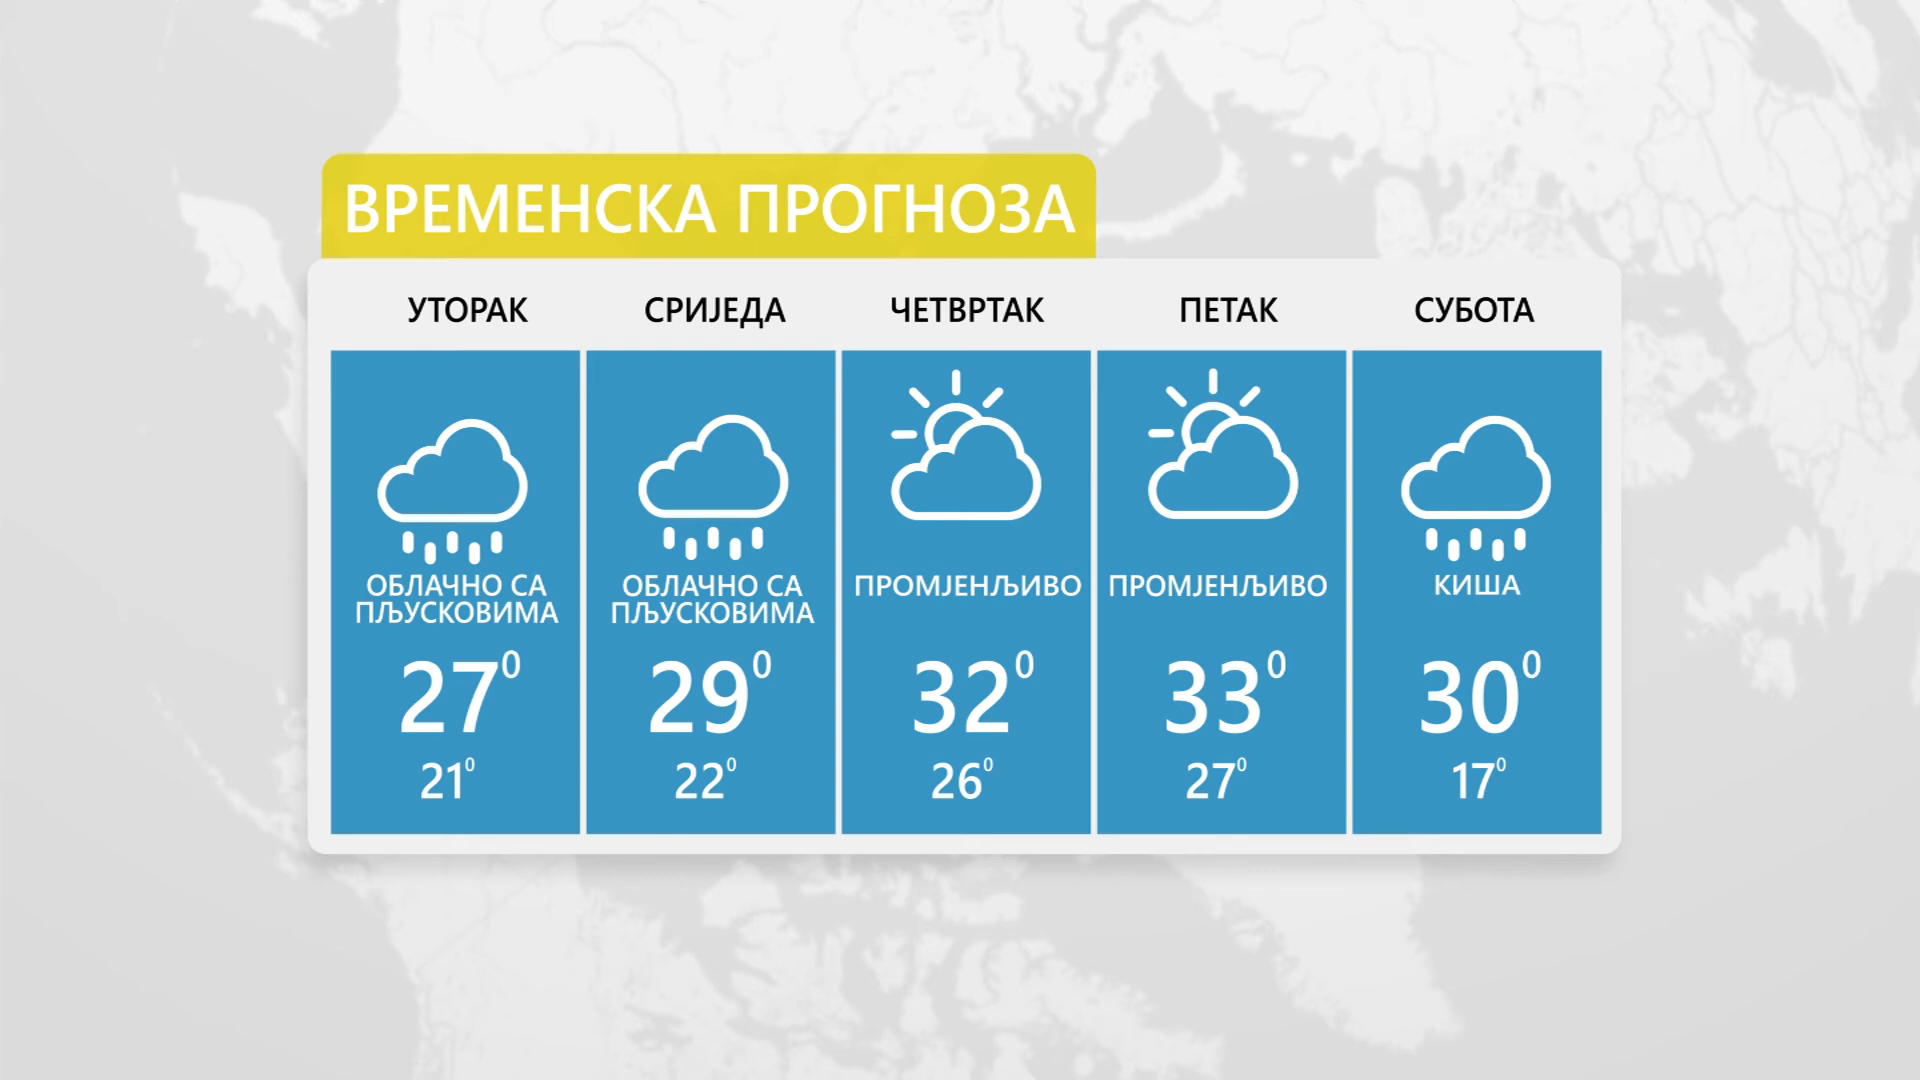 ВРЕМЕНСКА ПРОГНОЗА
УТОРАК СРИЈЕДА ЧЕТВРТАК ПЕТАК СУБОТА
ОБЛАЧНО СА ОБЛАЧНО СА ПРОМЈЕНЉИВО ПРОМЈЕНЉИВО КИША
ПЉУСКОВИМА ПЉУСКОВИМА
27⁰ 29⁰ 32⁰ 33⁰ 30⁰
21⁰ 22⁰ 26⁰ 27⁰ 17⁰